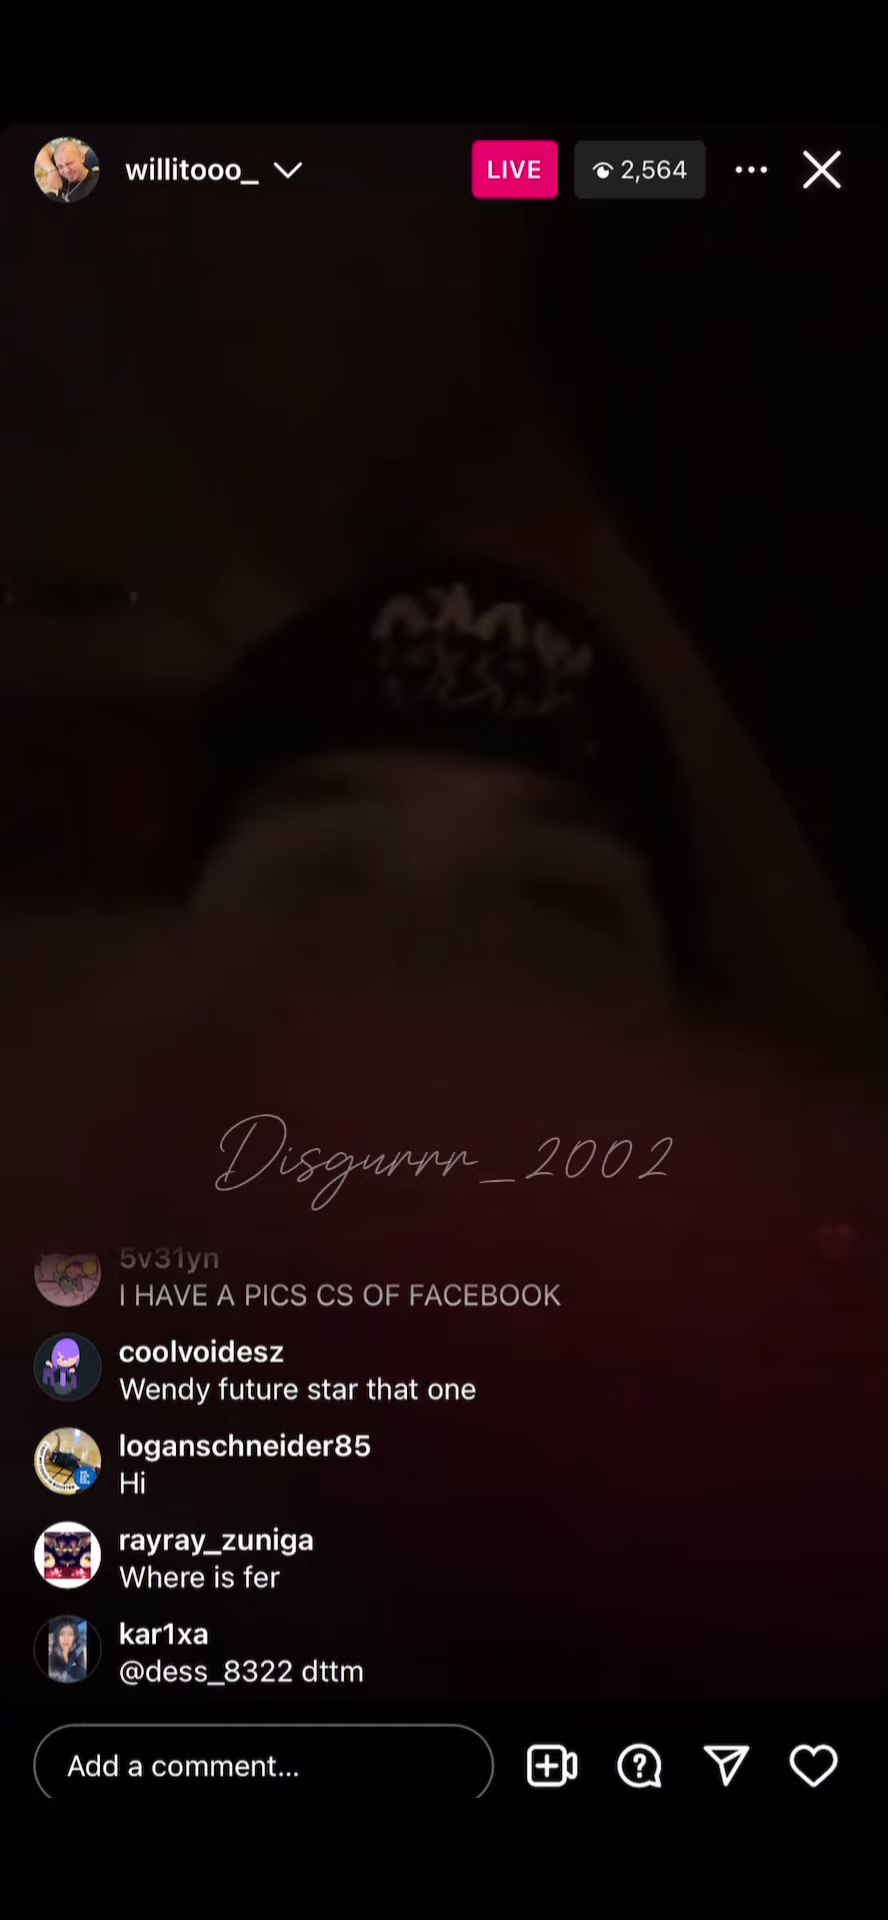 willitooo_
LIVE
2,564
Disgurrr_2002
5v31yn
I HAVE A PICS CS OF FACEBOOK
coolvoidesz
Wendy future star that one
loganschneider85
Hi
rayray_zuniga
Where is fer
kar1xa
@dess_8322 dttm
Add a comment...